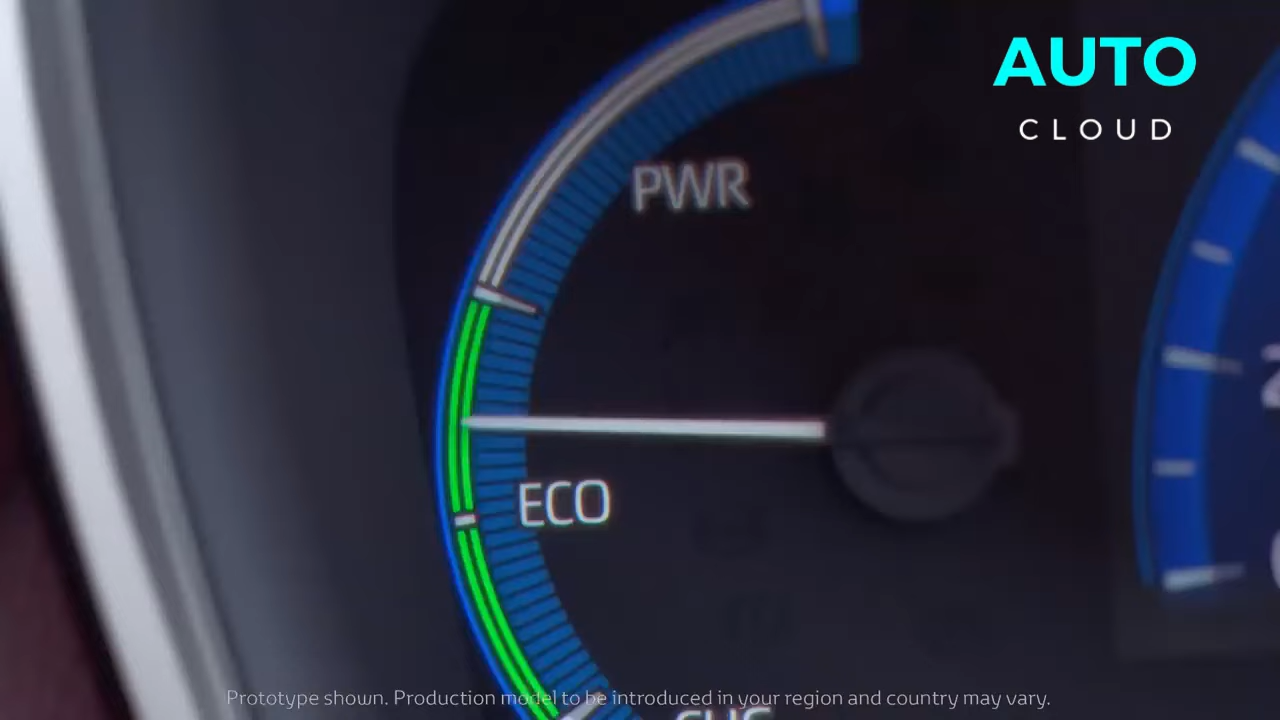 AUTO
CLOUD
PWR
ECO
Prototype shown. Production model to be introduced in your region and country may vary.